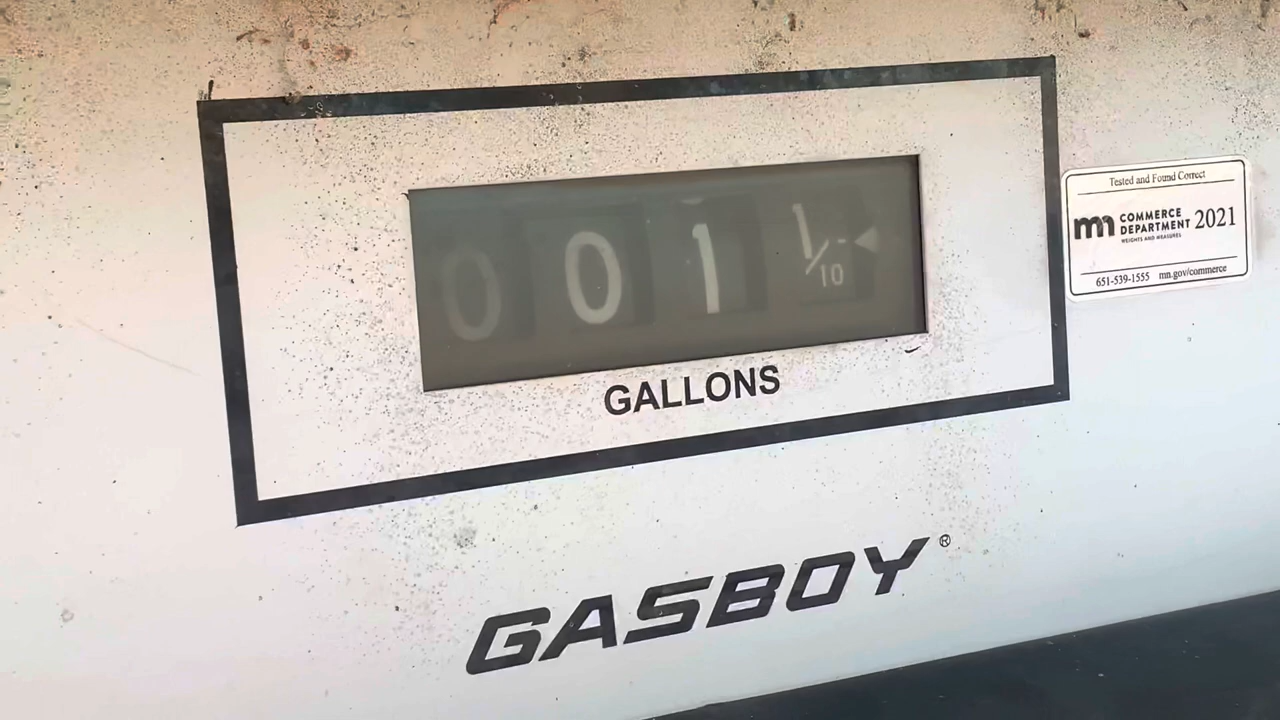 0 0 1 1/10
GALLONS
GASBOY®
Tested and Found Correct
mn COMMERCE DEPARTMENT 2021
WEIGHTS AND MEASURES
651-539-1555 mn.gov/commerce